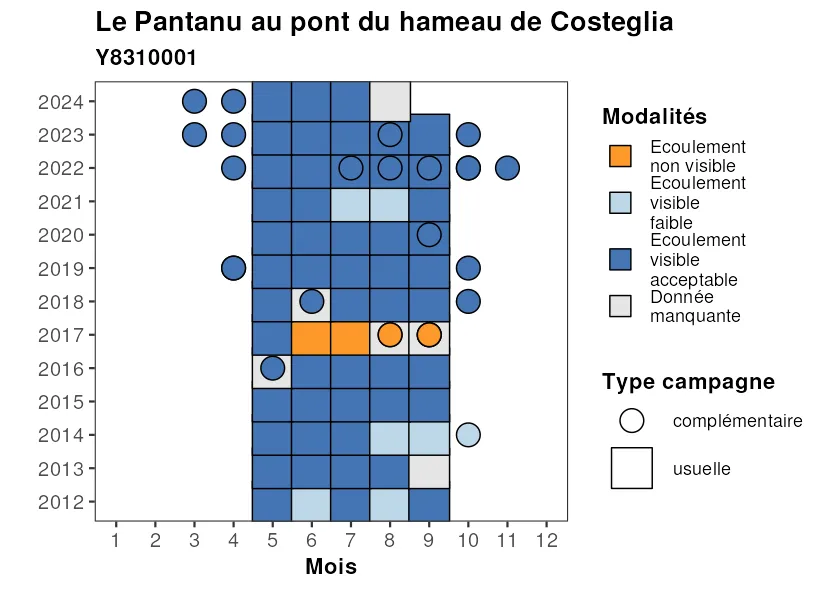 Le Pantanu au pont du hameau de Costeglia
Y8310001
2024
2023
2022
2021
2020
2019
2018
2017
2016
2015
2014
2013
2012
1 2 3 4 5 6 7 8 9 10 11 12
Mois
Modalités
Ecoulement
non visible
Ecoulement
visible
faible
Ecoulement
visible
acceptable
Donnée
manquante
Type campagne
complémentaire
usuelle